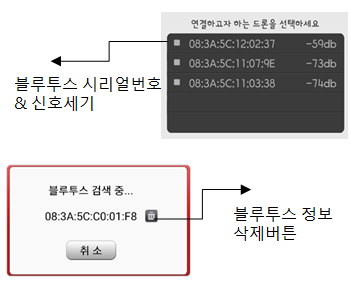 연결하고자 하는 드론을 선택하세요
08:3A:5C:12:02:37 -59db
08:3A:5C:11:07:9E -73db
08:3A:5C:11:03:38 -74db
블루투스 시리얼번호
& 신호세기
블루투스 검색 중...
08:3A:5C:C0:01:F8
취 소
블루투스 정보
삭제버튼